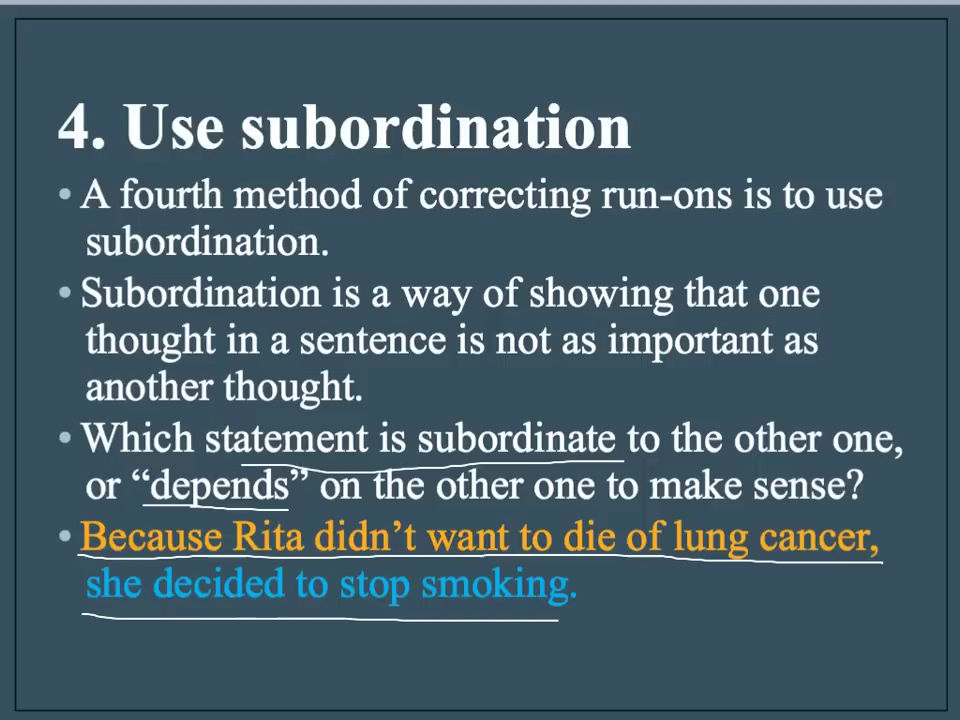 4. Use subordination
• A fourth method of correcting run-ons is to use
subordination.
• Subordination is a way of showing that one
thought in a sentence is not as important as
another thought.
• Which statement is subordinate to the other one,
or “depends” on the other one to make sense?
• Because Rita didn’t want to die of lung cancer,
she decided to stop smoking.